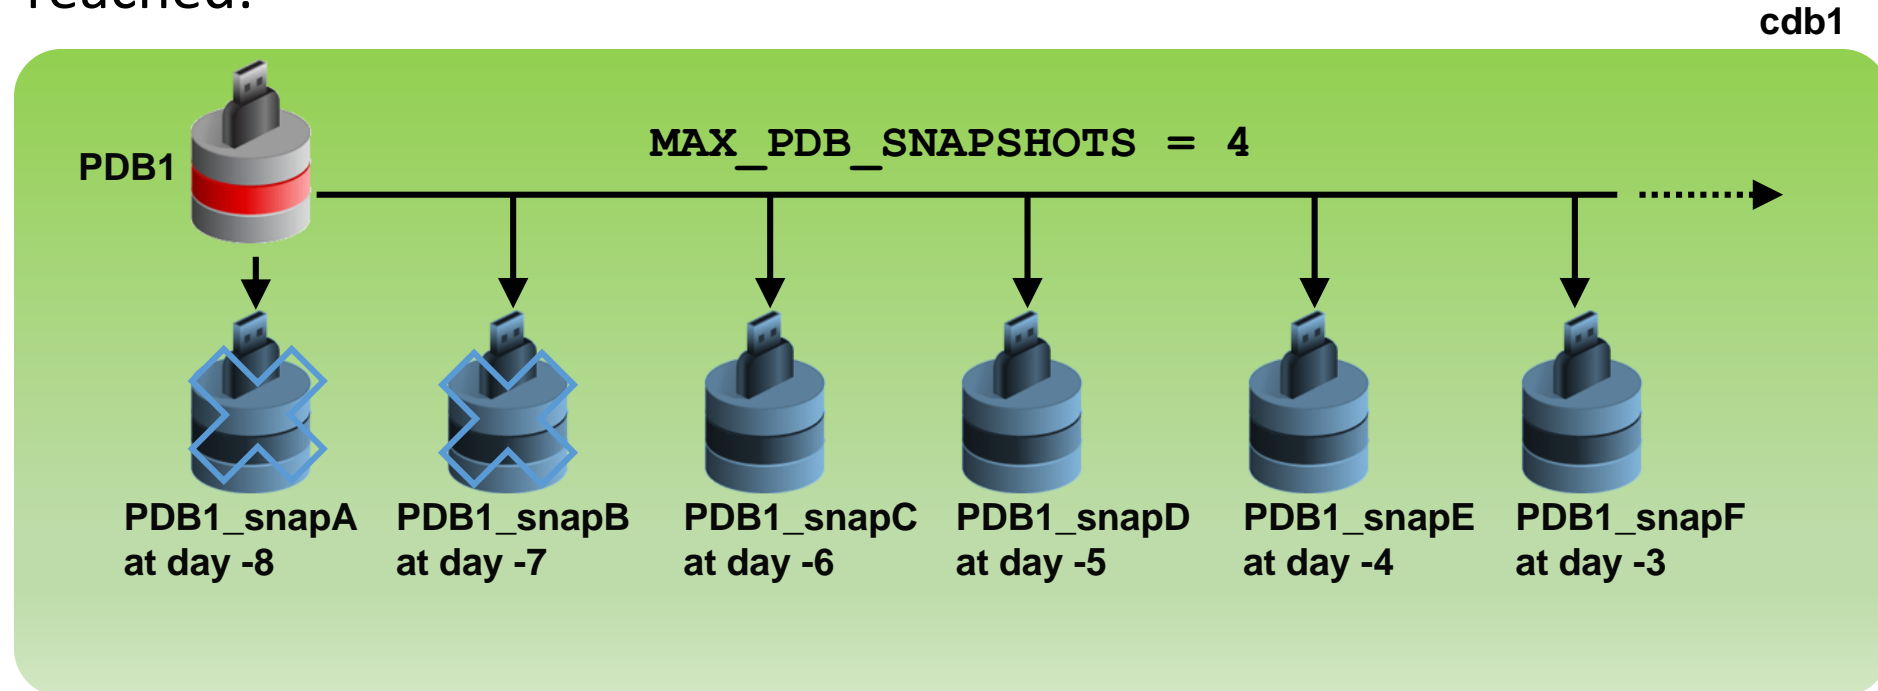 reached.
cdb1
MAX_PDB_SNAPSHOTS = 4
PDB1
PDB1_snapA
at day -8
PDB1_snapB
at day -7
PDB1_snapC
at day -6
PDB1_snapD
at day -5
PDB1_snapE
at day -4
PDB1_snapF
at day -3